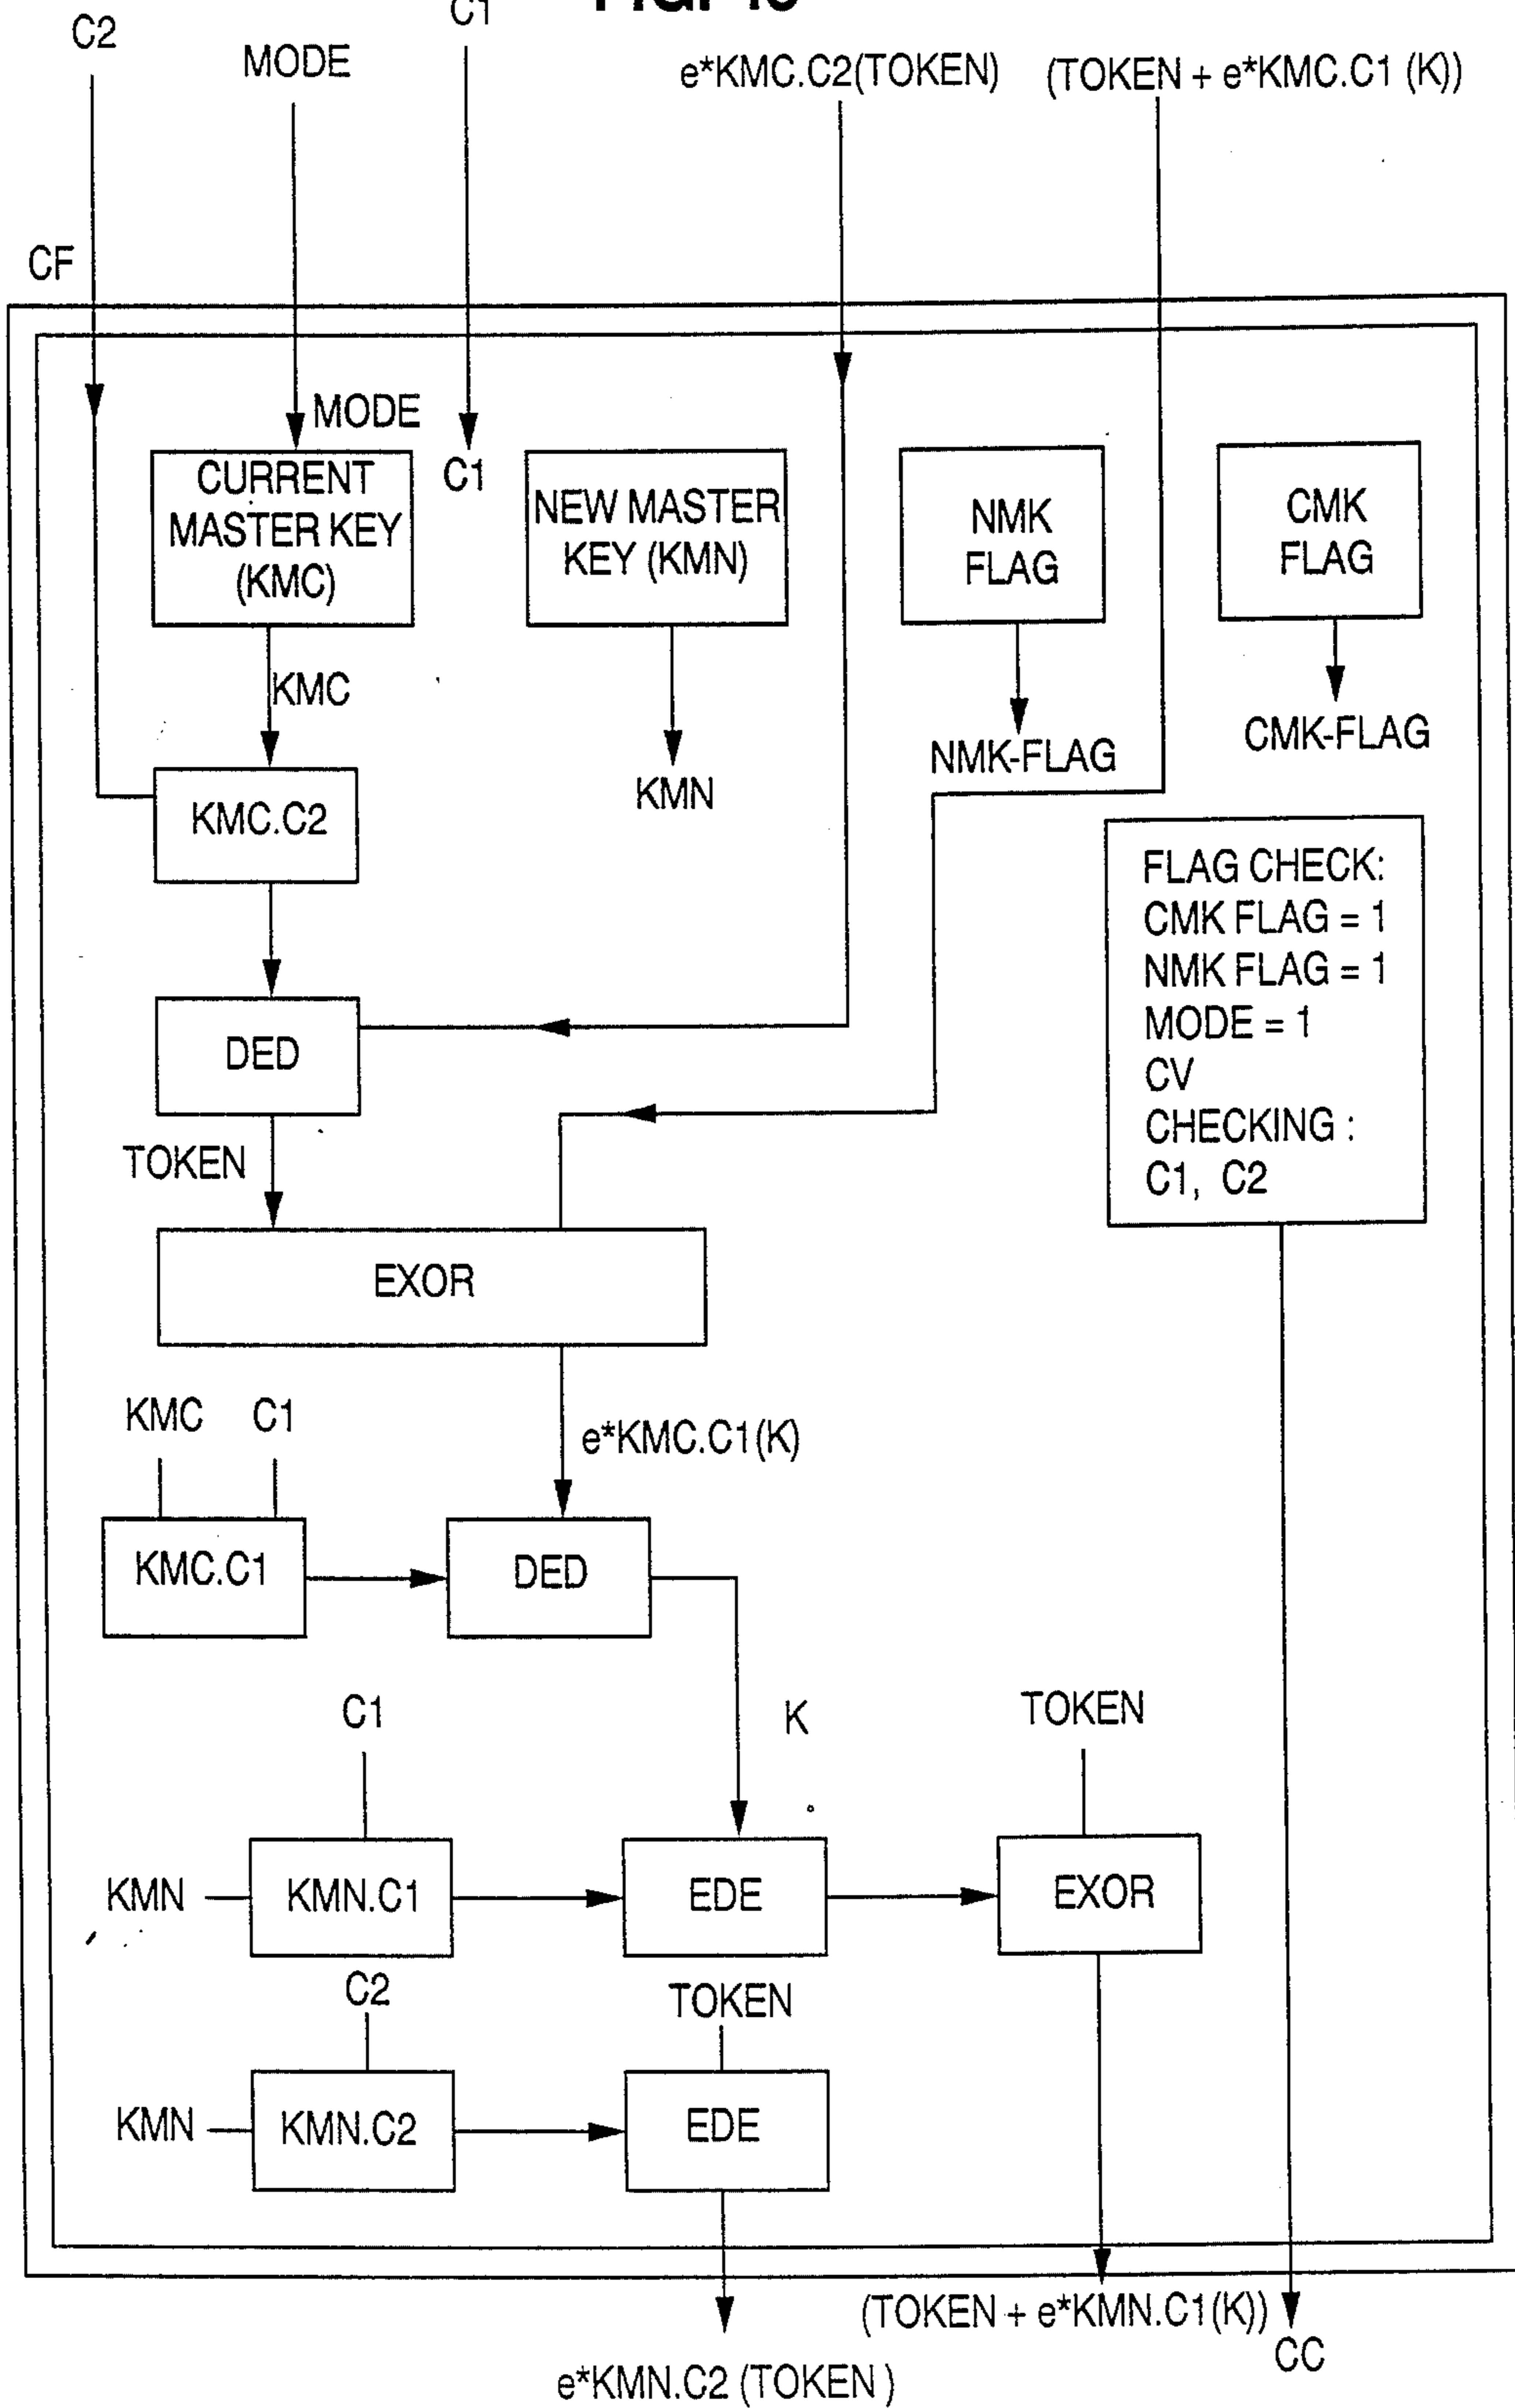 C1
C2
MODE
e*KMC.C2(TOKEN)
(TOKEN + e*KMC.C1 (K))
CF
MODE
C1
CURRENT
MASTER KEY
(KMC)
NEW MASTER
KEY (KMN)
NMK
FLAG
CMK
FLAG
KMC
KMN
NMK-FLAG
CMK-FLAG
KMC.C2
FLAG CHECK:
CMK FLAG = 1
NMK FLAG = 1
MODE = 1
CV
CHECKING :
C1, C2
DED
TOKEN
EXOR
KMC
C1
e*KMC.C1(K)
KMC.C1
DED
C1
K
TOKEN
KMN
KMN.C1
EDE
EXOR
C2
TOKEN
KMN
KMN.C2
EDE
(TOKEN + e*KMN.C1(K))
CC
e*KMN.C2 (TOKEN )